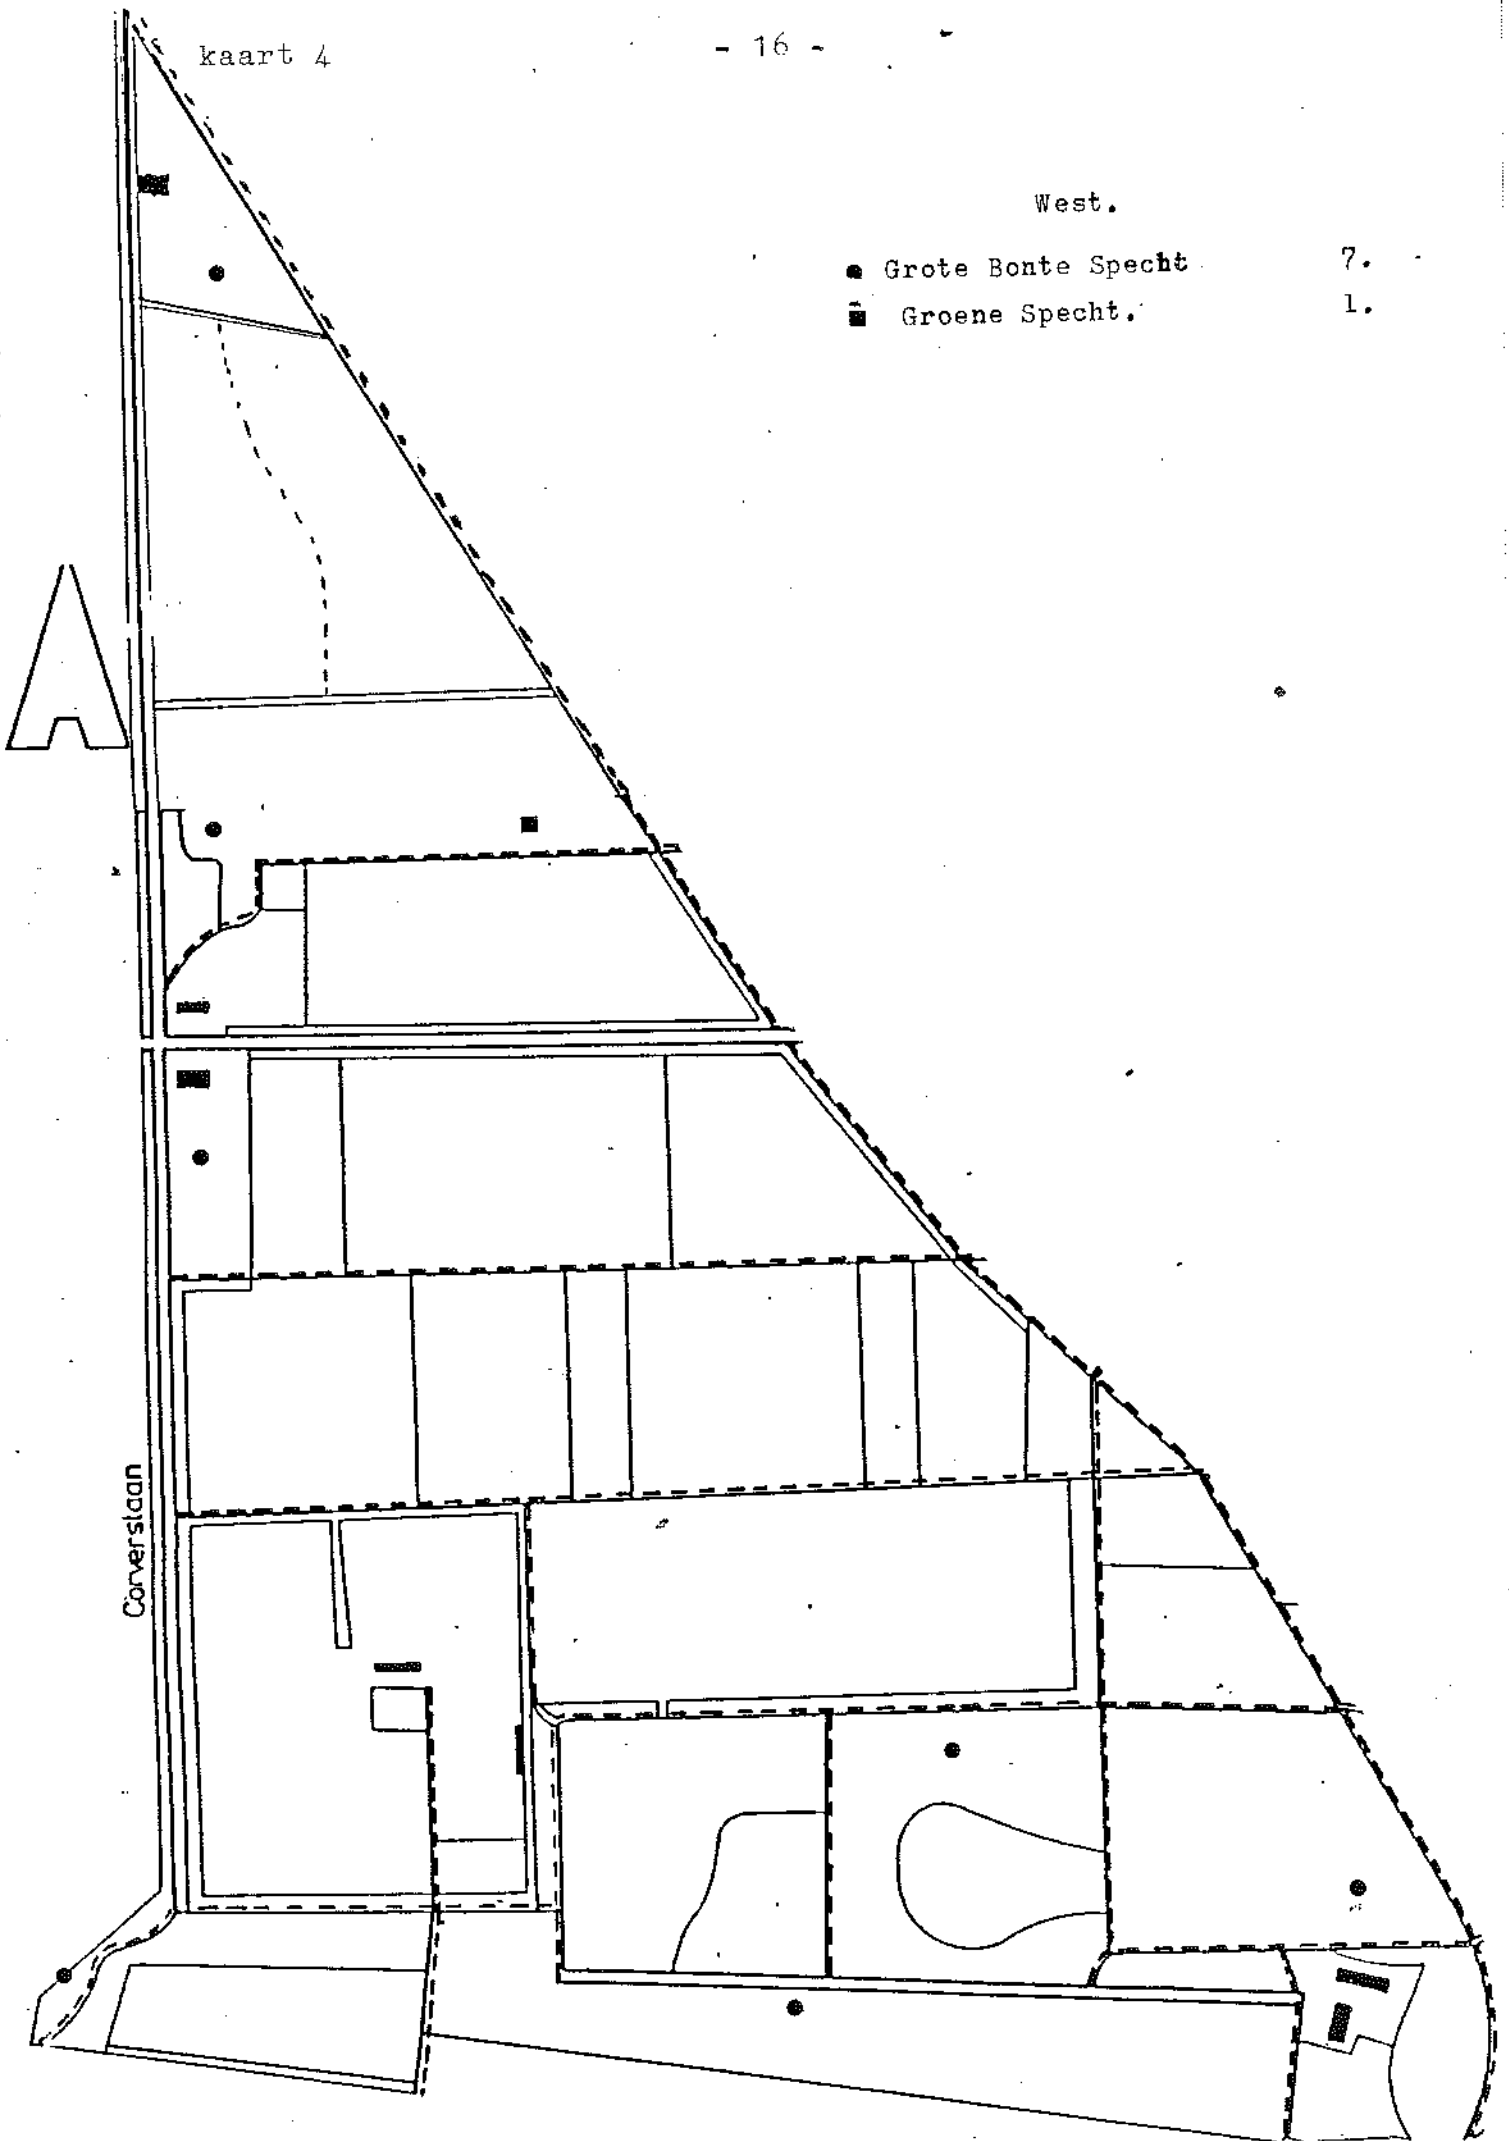 kaart 4
- 16 -
West.
Grote Bonte Specht 7.
Groene Specht. 1.
Corverslaan